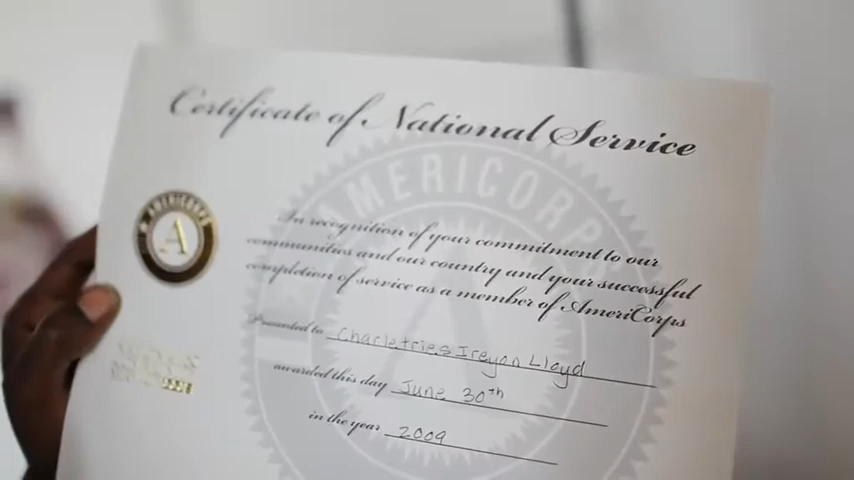 Certificate of National Service
AMERICORPS
AMERICORPS
A
In recognition of your commitment to our
communities and our country and your successful
completion of service as a member of AmeriCorps
Presented to Charletries Ireyon Lloyd
awarded this day June 30th
in the year 2009